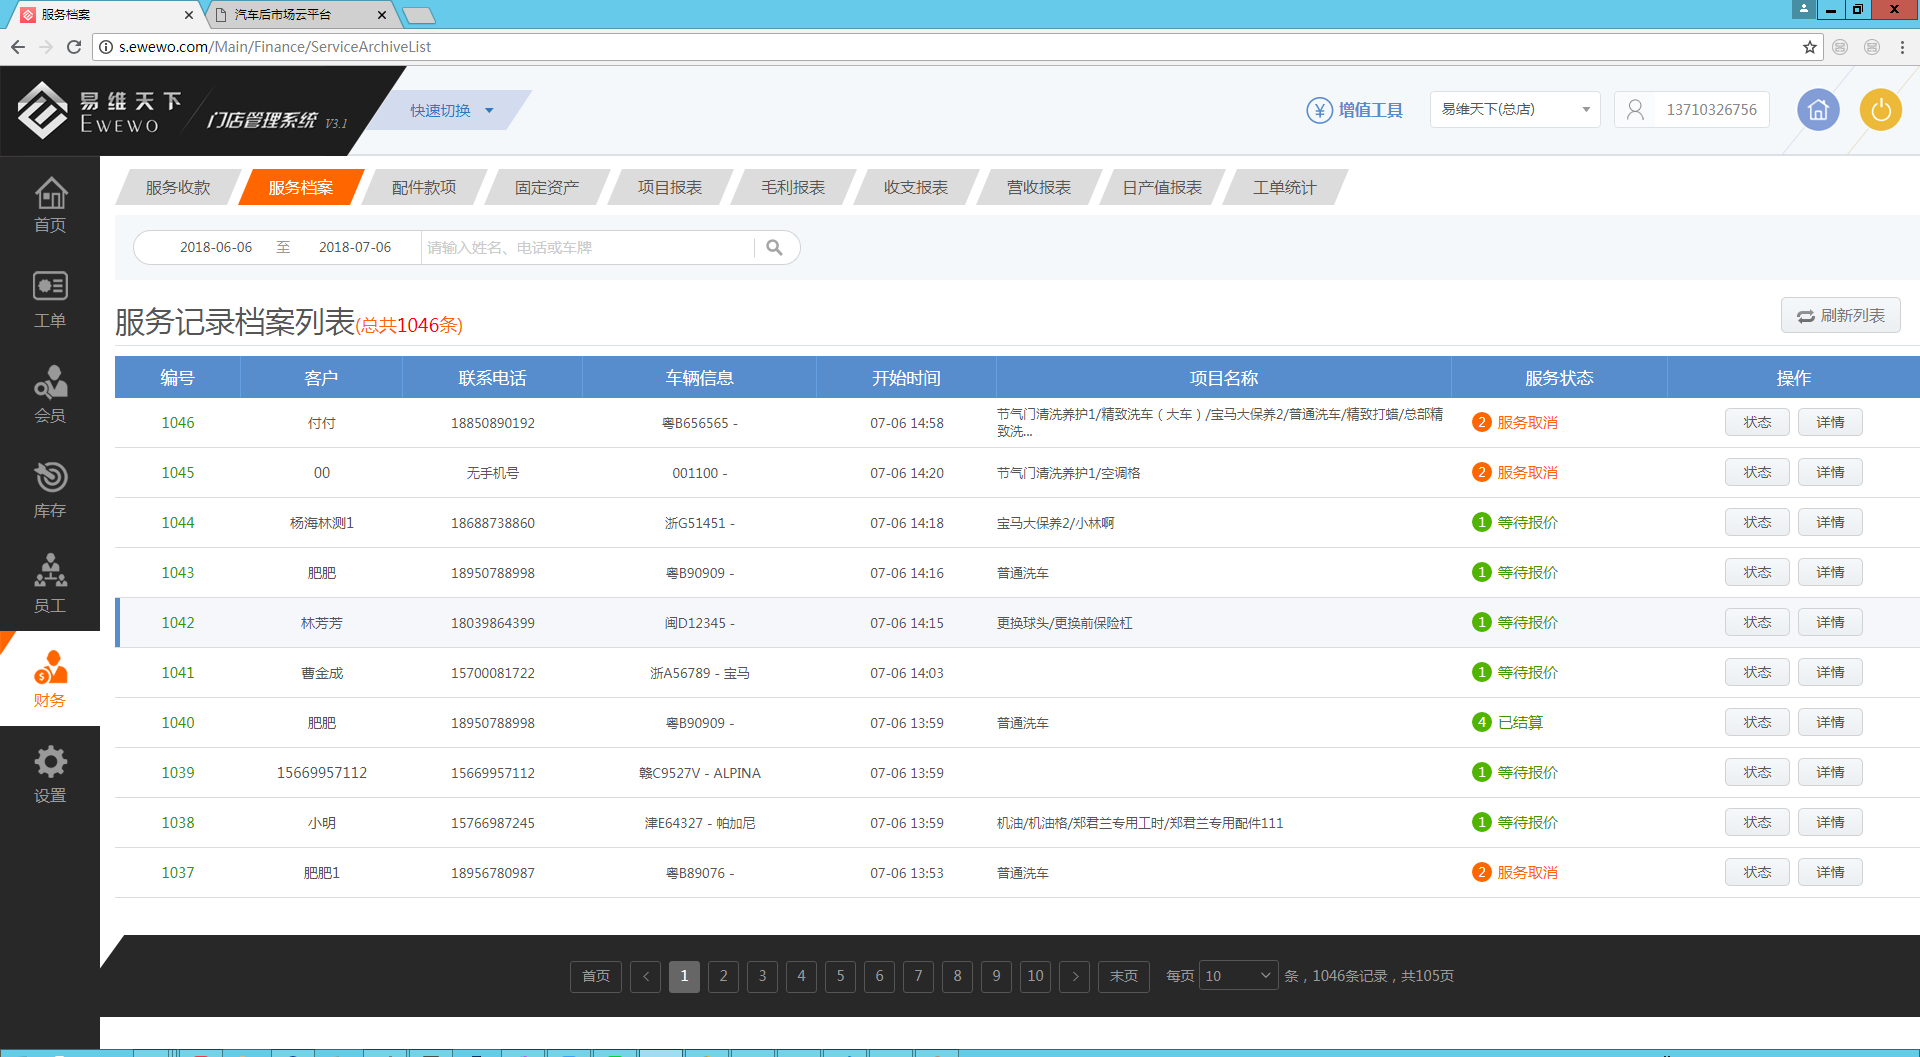 服务档案
汽车后市场云平台
s.ewewo.com/Main/Finance/ServiceArchiveList
易维天下
EWEWO
门店管理系统 V3.1
快速切换
增值工具
易维天下(总店)
13710326756
首页
工单
会员
库存
员工
财务
设置
服务收款 服务档案 配件款项 固定资产 项目报表 毛利报表 收支报表 营收报表 日产值报表 工单统计
2018-06-06 至 2018-07-06 请输入姓名、电话或车牌
服务记录档案列表(总共1046条)
刷新列表
编号 客户 联系电话 车辆信息 开始时间 项目名称 服务状态 操作
1046 付付 18850890192 粤B656565 - 07-06 14:58 节气门清洗养护1/精致洗车（大车）/宝马大保养2/普通洗车/精致打蜡/总部精
致洗... 2 服务取消 状态 详情
1045 00 无手机号 001100 - 07-06 14:20 节气门清洗养护1/空调格 2 服务取消 状态 详情
1044 杨海林测1 18688738860 浙G51451 - 07-06 14:18 宝马大保养2/小林啊 1 等待报价 状态 详情
1043 肥肥 18950788998 粤B90909 - 07-06 14:16 普通洗车 1 等待报价 状态 详情
1042 林芳芳 18039864399 闽D12345 - 07-06 14:15 更换球头/更换前保险杠 1 等待报价 状态 详情
1041 曹金成 15700081722 浙A56789 - 宝马 07-06 14:03 1 等待报价 状态 详情
1040 肥肥 18950788998 粤B90909 - 07-06 13:59 普通洗车 4 已结算 状态 详情
1039 15669957112 15669957112 赣C9527V - ALPINA 07-06 13:59 1 等待报价 状态 详情
1038 小明 15766987245 津E64327 - 帕加尼 07-06 13:59 机油/机油格/郑君兰专用工时/郑君兰专用配件111 1 等待报价 状态 详情
1037 肥肥1 18956780987 粤B89076 - 07-06 13:53 普通洗车 2 服务取消 状态 详情
首页 < 1 2 3 4 5 6 7 8 9 10 > 末页 每页 10 条，1046条记录，共105页